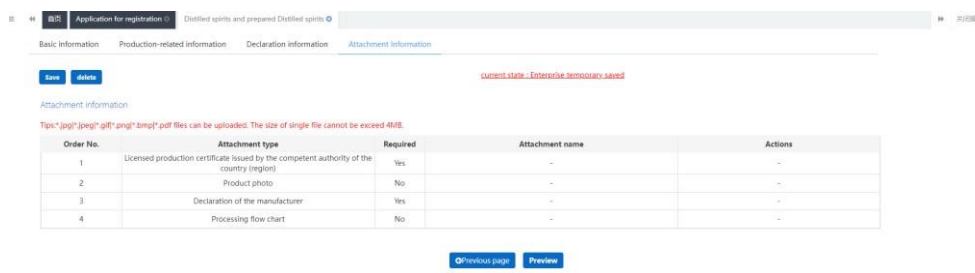 首页 Application for registration Distilled spirits and prepared Distilled spirits
Basic information Production-related information Declaration information Attachment Information
Save delete current state : Enterprise temporary saved
Attachment information
Tips:*.jpg|*.jpeg|*.gif|*.png|*.bmp|*.pdf files can be uploaded. The size of single file cannot be exceed 4MB.
Order No. Attachment type Required Attachment name Actions
1 Licensed production certificate issued by the competent authority of the country (region) Yes - -
2 Product photo No - -
3 Declaration of the manufacturer Yes - -
4 Processing flow chart No - -
Previous page Preview